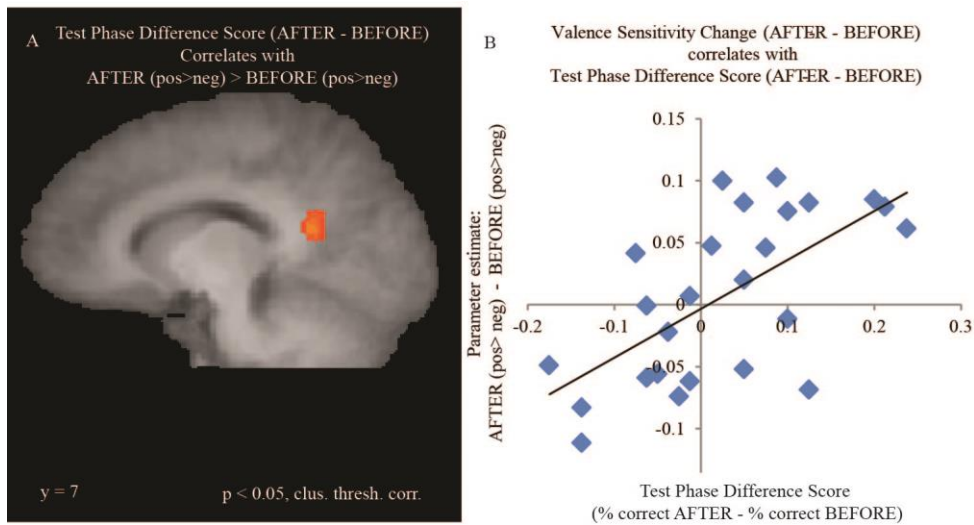 A
Test Phase Difference Score (AFTER - BEFORE)
Correlates with
AFTER (pos>neg) > BEFORE (pos>neg)
y = 7
p < 0.05, clus. thresh. corr.
B
Valence Sensitivity Change (AFTER - BEFORE)
correlates with
Test Phase Difference Score (AFTER - BEFORE)
Parameter estimate:
AFTER (pos> neg) - BEFORE (pos>neg)
0.15
0.1
0.05
0
-0.05
-0.1
-0.2
-0.1
0
0.1
0.2
0.3
Test Phase Difference Score
(% correct AFTER - % correct BEFORE)